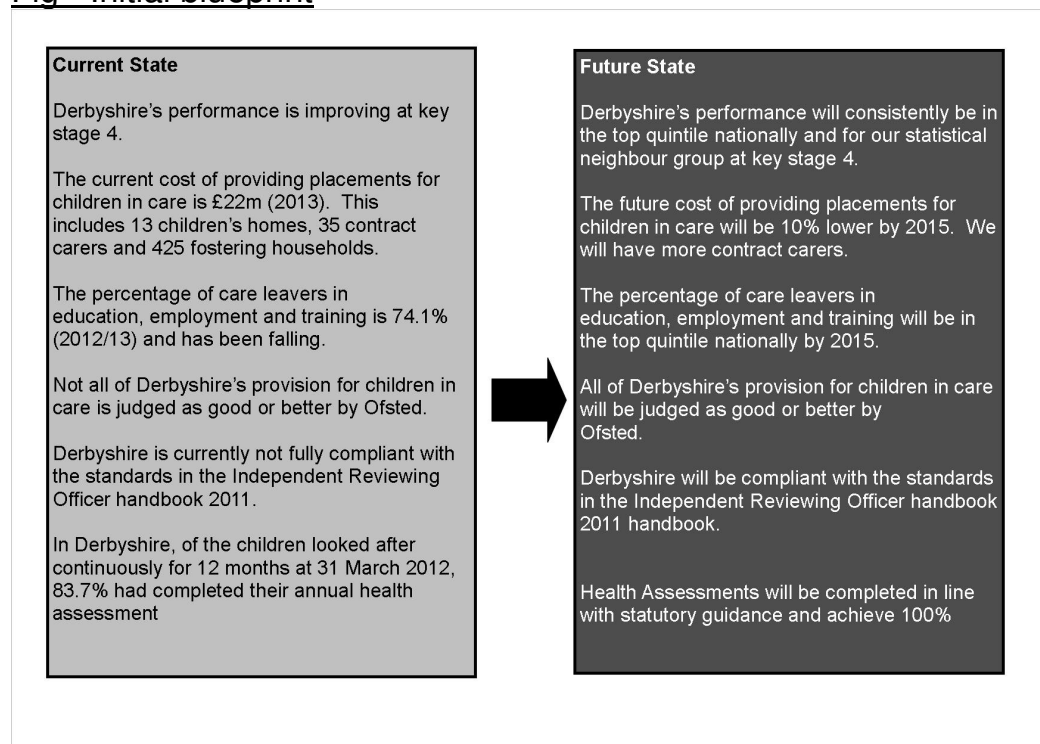 Fig – Initial blueprint
Current State
Derbyshire's performance is improving at key
stage 4.
The current cost of providing placements for
children in care is £22m (2013).  This
includes 13 children's homes, 35 contract
carers and 425 fostering households.
The percentage of care leavers in
education, employment and training is 74.1%
(2012/13) and has been falling.
Not all of Derbyshire's provision for children in
care is judged as good or better by Ofsted.
Derbyshire is currently not fully compliant with
the standards in the Independent Reviewing
Officer handbook 2011.
In Derbyshire, of the children looked after
continuously for 12 months at 31 March 2012,
83.7% had completed their annual health
assessment
Future State
Derbyshire's performance will consistently be in
the top quintile nationally and for our statistical
neighbour group at key stage 4.
The future cost of providing placements for
children in care will be 10% lower by 2015.  We
will have more contract carers.
The percentage of care leavers in
education, employment and training will be in
the top quintile nationally by 2015.
All of Derbyshire's provision for children in care
will be judged as good or better by
Ofsted.
Derbyshire will be compliant with the standards
in the Independent Reviewing Officer handbook
2011 handbook.
Health Assessments will be completed in line
with statutory guidance and achieve 100%